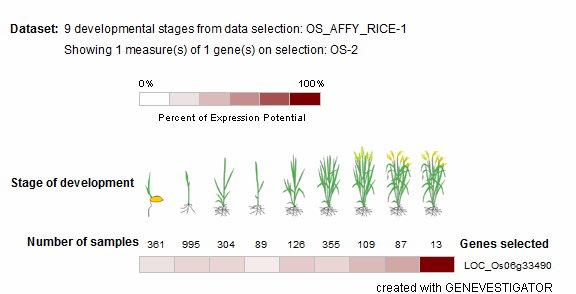 Dataset: 9 developmental stages from data selection: OS_AFFY_RICE-1
Showing 1 measure(s) of 1 gene(s) on selection: OS-2
0% 100%
Percent of Expression Potential
Stage of development
Number of samples 361 995 304 89 126 355 109 87 13 Genes selected
LOC_Os06g33490
created with GENEVESTIGATOR